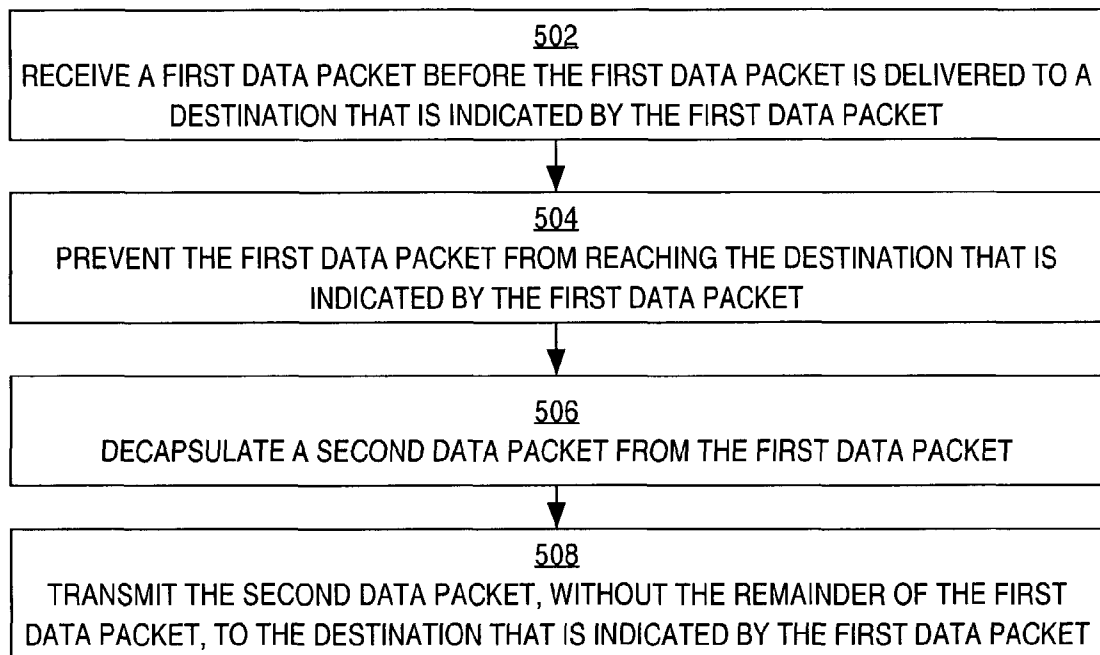 502
RECEIVE A FIRST DATA PACKET BEFORE THE FIRST DATA PACKET IS DELIVERED TO A
DESTINATION THAT IS INDICATED BY THE FIRST DATA PACKET
504
PREVENT THE FIRST DATA PACKET FROM REACHING THE DESTINATION THAT IS
INDICATED BY THE FIRST DATA PACKET
506
DECAPSULATE A SECOND DATA PACKET FROM THE FIRST DATA PACKET
508
TRANSMIT THE SECOND DATA PACKET, WITHOUT THE REMAINDER OF THE FIRST
DATA PACKET, TO THE DESTINATION THAT IS INDICATED BY THE FIRST DATA PACKET